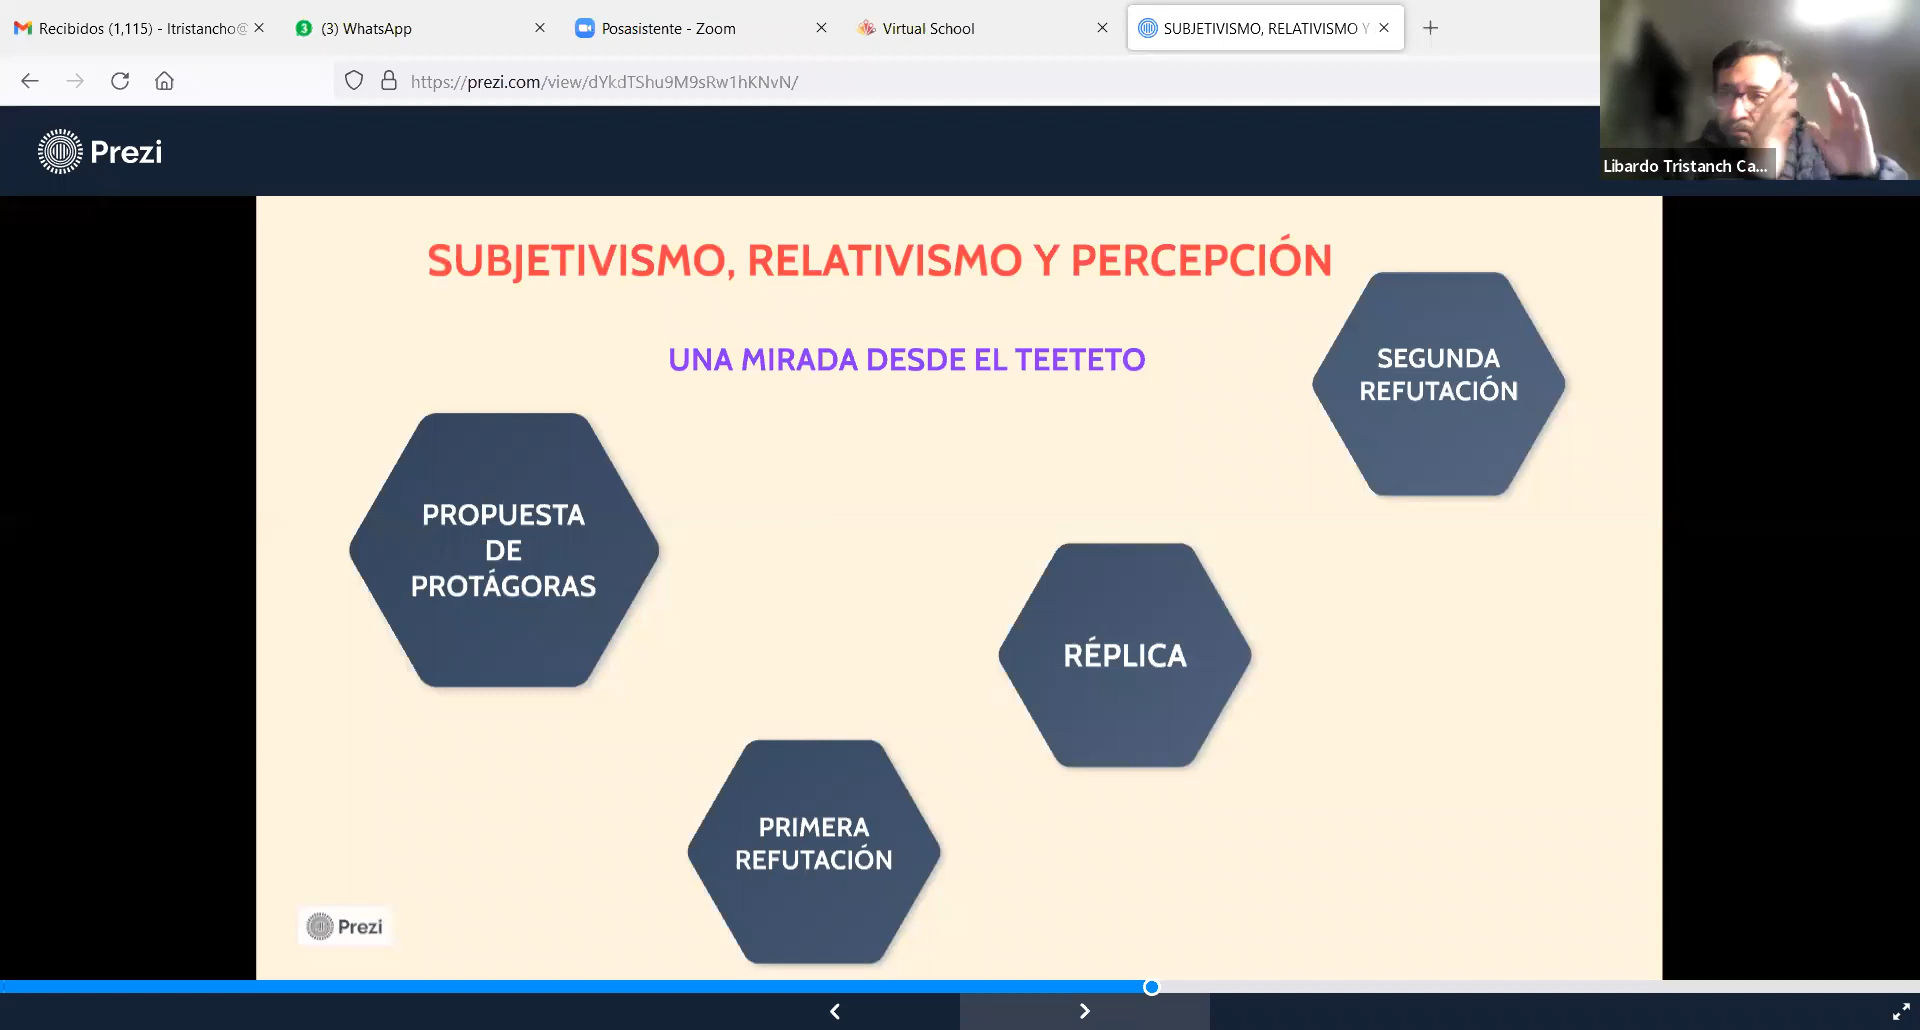 Recibidos (1,115) - ltristancho@
3
(3) WhatsApp
Posasistente - Zoom
Virtual School
SUBJETIVISMO, RELATIVISMO Y
https://prezi.com/view/dYkdTShu9M9sRw1hKNvN/
Libardo Tristanch Ca...
Prezi
SUBJETIVISMO, RELATIVISMO Y PERCEPCIÓN
UNA MIRADA DESDE EL TEETETO
SEGUNDA
REFUTACIÓN
PROPUESTA
DE
PROTÁGORAS
RÉPLICA
PRIMERA
REFUTACIÓN
Prezi